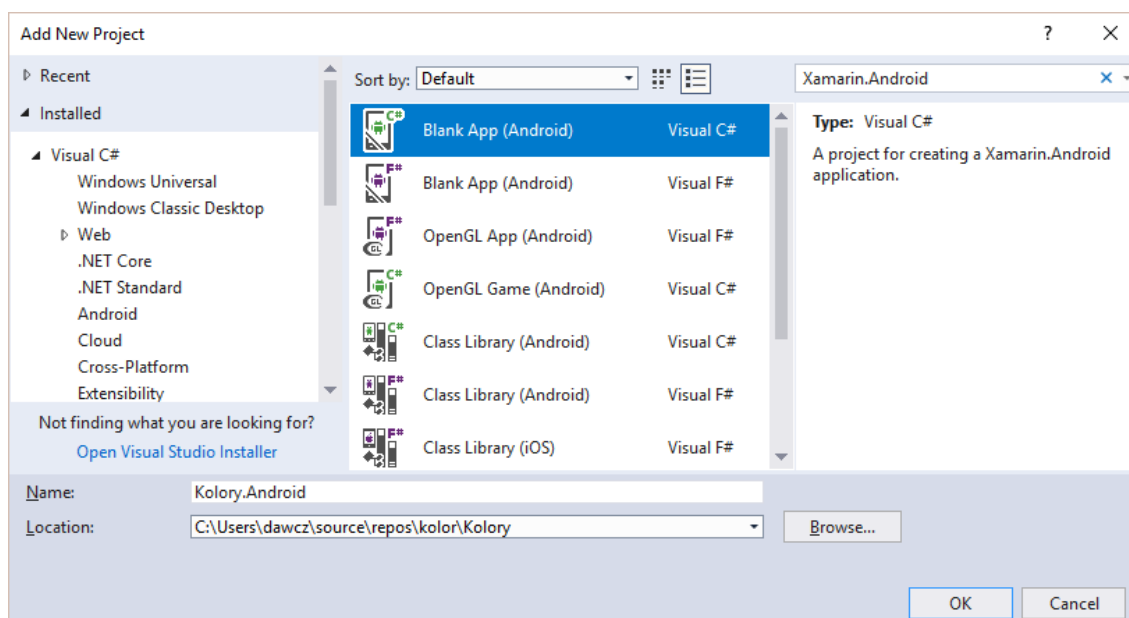 Add New Project
?
Recent
Installed
Visual C#
Windows Universal
Windows Classic Desktop
Web
.NET Core
.NET Standard
Android
Cloud
Cross-Platform
Extensibility
Not finding what you are looking for?
Open Visual Studio Installer
Sort by: Default
C# Blank App (Android) Visual C#
F# Blank App (Android) Visual F#
F# GL OpenGL App (Android) Visual F#
C# GL OpenGL Game (Android) Visual C#
C# Class Library (Android) Visual C#
F# Class Library (Android) Visual F#
F# Class Library (iOS) Visual F#
Xamarin.Android
Type: Visual C#
A project for creating a Xamarin.Android
application.
Name: Kolory.Android
Location: C:\Users\dawcz\source\repos\kolor\Kolory Browse...
OK Cancel